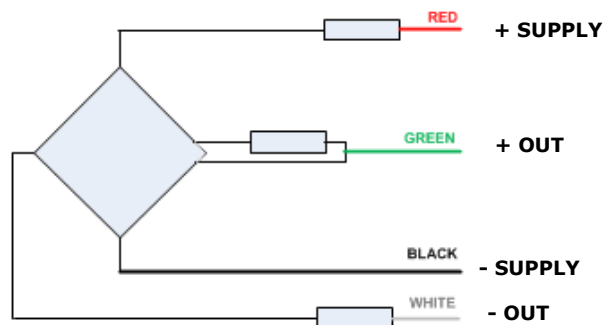 RED + SUPPLY
GREEN + OUT
BLACK
- SUPPLY
WHITE - OUT